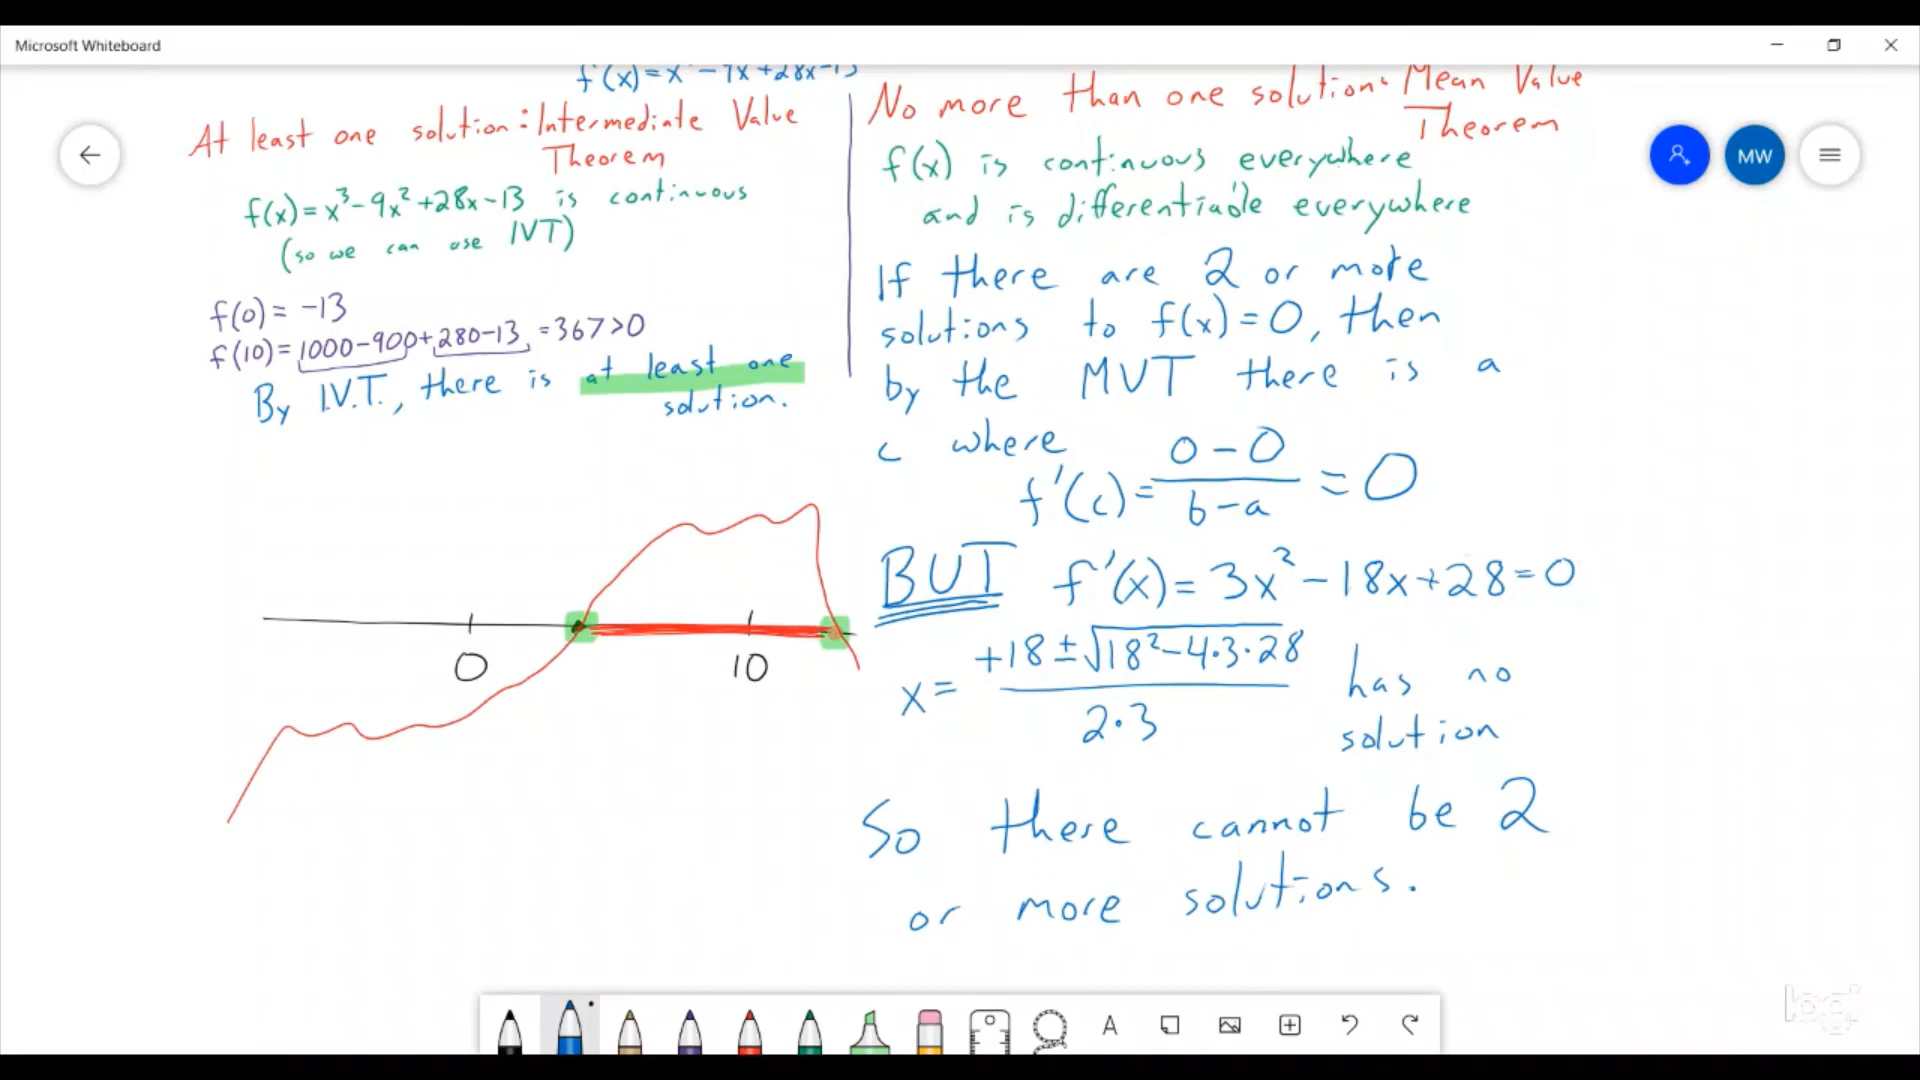 Microsoft Whiteboard
At least one solution: Intermediate Value
Theorem
f(x) = x³ - 9x² + 28x - 13 is continuous
(so we can use IVT)
f(0) = -13
f(10) = 1000-900+280-13 = 367 > 0
By I.V.T., there is at least one
solution.
0
10
No more than one solution: Mean Value
Theorem
f(x) is continuous everywhere
and is differentiable everywhere
If there are 2 or more
solutions to f(x) = 0, then
by the MVT there is a
c where
f'(c) = (0-0)/(b-a) = 0
BUT f'(x) = 3x² - 18x + 28 = 0
x = (+18 ± √(18² - 4·3·28))/(2·3) has no
solution
So there cannot be 2
or more solutions.
MW
A